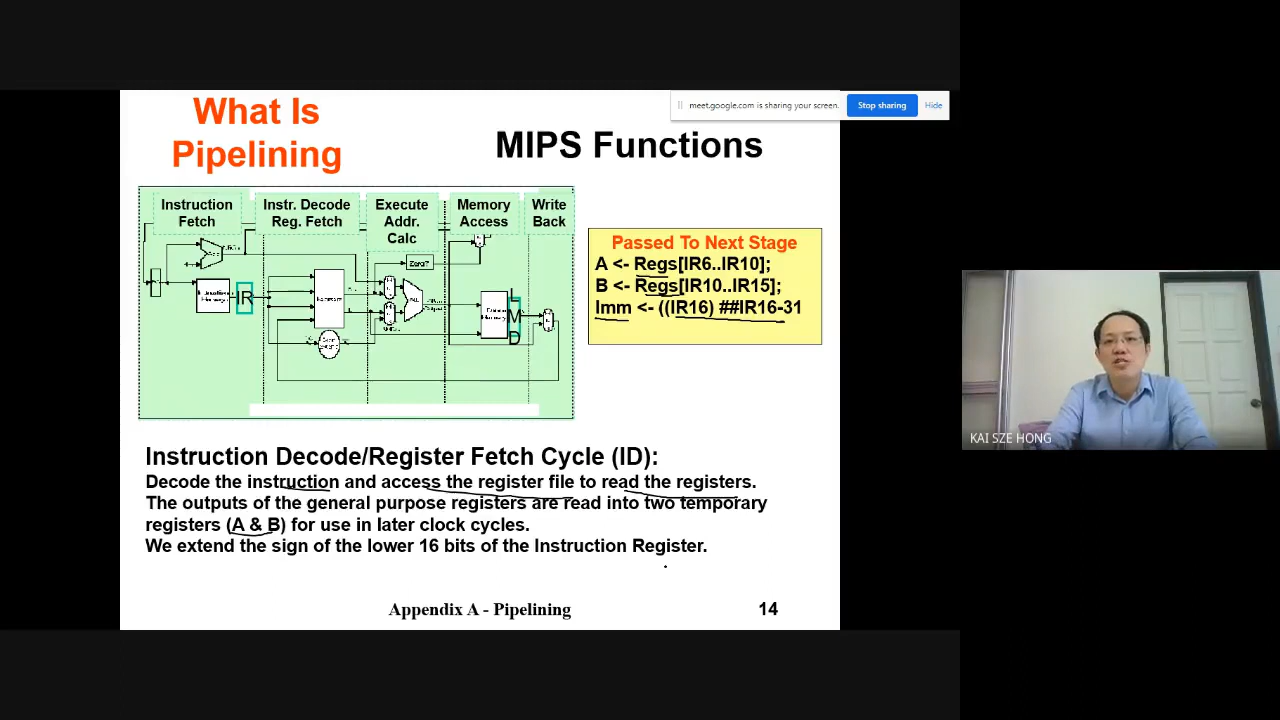 What Is
Pipelining
meet.google.com is sharing your screen.
Stop sharing
Hide
MIPS Functions
Instruction
Fetch
Instr. Decode
Reg. Fetch
Execute
Addr.
Calc
Memory
Access
Write
Back
Zero?
IR
L
M
D
Passed To Next Stage
A <- Regs[IR6..IR10];
B <- Regs[IR10..IR15];
Imm <- ((IR16) ##IR16-31
KAI SZE HONG
Instruction Decode/Register Fetch Cycle (ID):
Decode the instruction and access the register file to read the registers.
The outputs of the general purpose registers are read into two temporary
registers (A & B) for use in later clock cycles.
We extend the sign of the lower 16 bits of the Instruction Register.
Appendix A - Pipelining
14